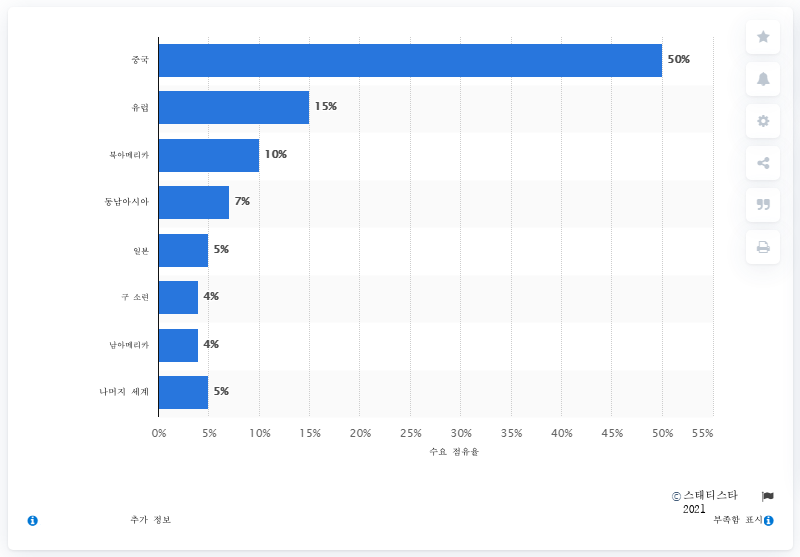 중국
50%
유럽
15%
북아메리카
10%
동남아시아
7%
일본
5%
구 소련
4%
남아메리카
4%
나머지 세계
5%
0% 5% 10% 15% 20% 25% 30% 35% 40% 45% 50% 55%
수요 점유율
© 스태티스타
2021
추가 정보
부족함 표시